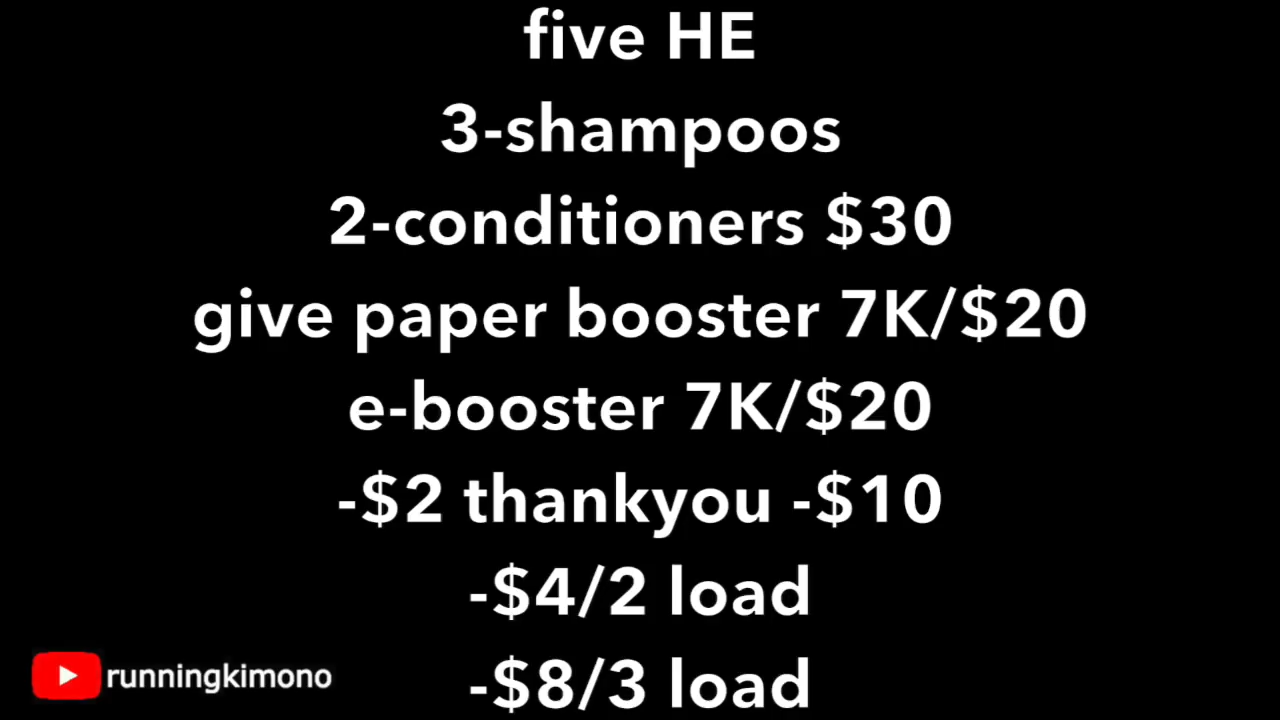 five HE
3-shampoos
2-conditioners $30
give paper booster 7K/$20
e-booster 7K/$20
-$2 thankyou -$10
-$4/2 load
-$8/3 load
runningkimono